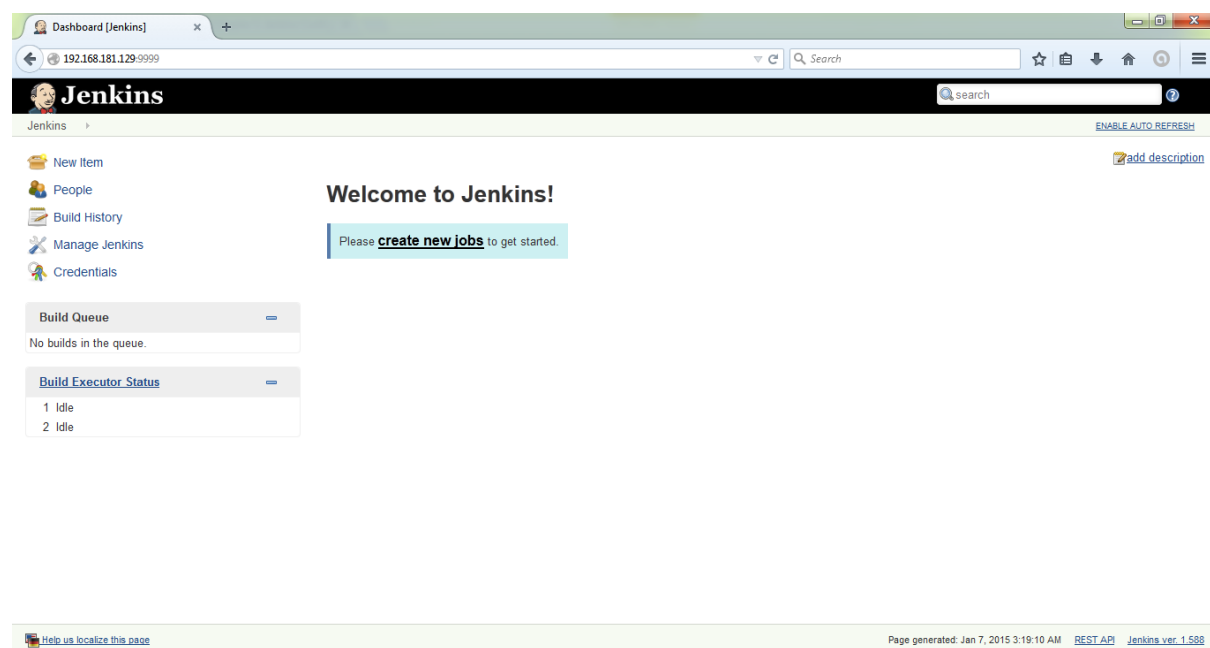 Dashboard [Jenkins]
192.168.181.129:9999
Search
Jenkins
search
Jenkins
ENABLE AUTO REFRESH
add description
New Item
People
Build History
Manage Jenkins
Credentials
Welcome to Jenkins!
Please create new jobs to get started.
Build Queue
No builds in the queue.
Build Executor Status
1 Idle
2 Idle
Help us localize this page
Page generated: Jan 7, 2015 3:19:10 AM REST API Jenkins ver. 1.588